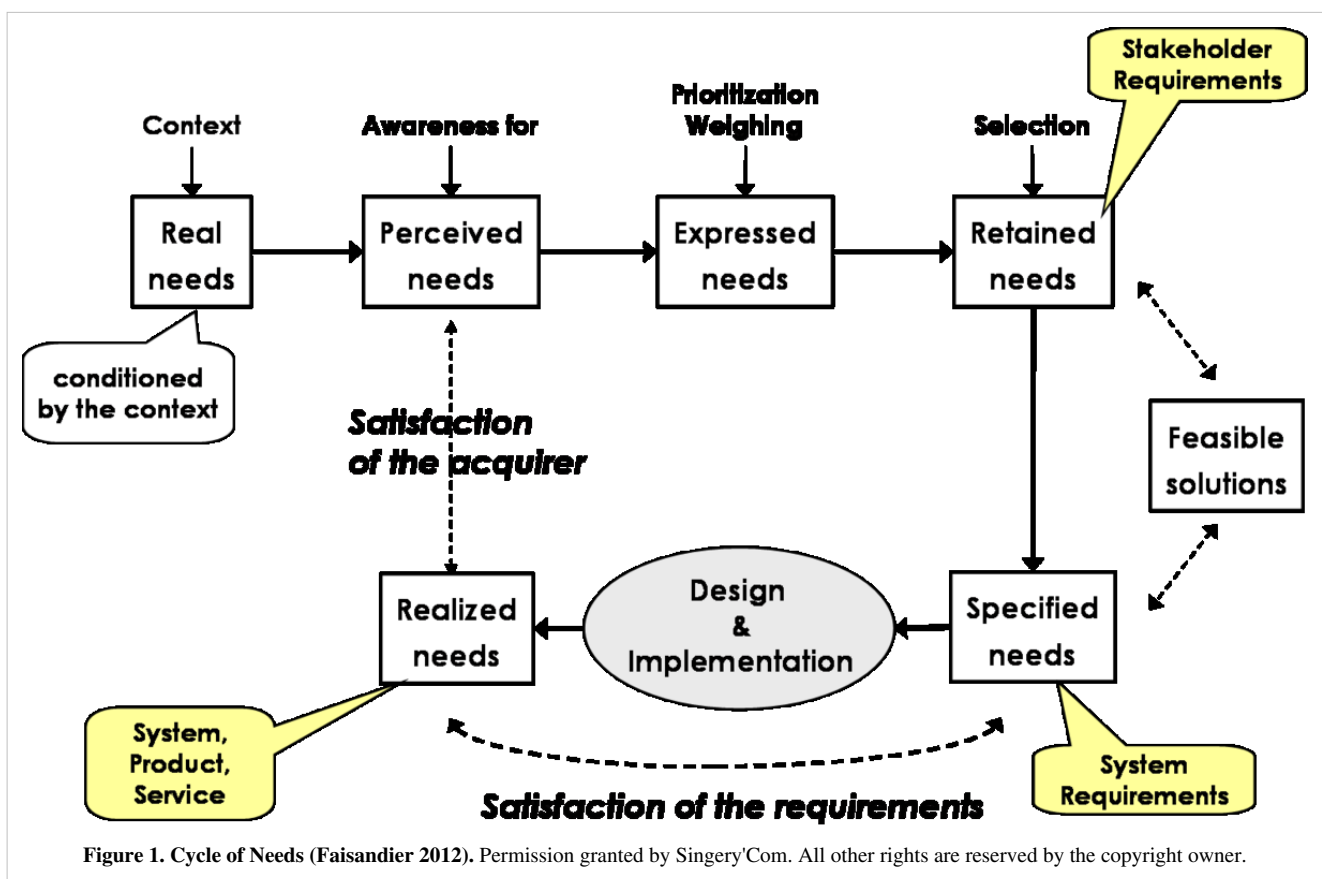 Stakeholder
Requirements
Context
Awareness for
Prioritization
Weighing
Selection
Real
needs
Perceived
needs
Expressed
needs
Retained
needs
conditioned
by the context
Satisfaction
of the acquirer
Feasible
solutions
Realized
needs
Design
&
Implementation
Specified
needs
System,
Product,
Service
System
Requirements
Satisfaction of the requirements
Figure 1. Cycle of Needs (Faisandier 2012). Permission granted by Singery'Com. All other rights are reserved by the copyright owner.